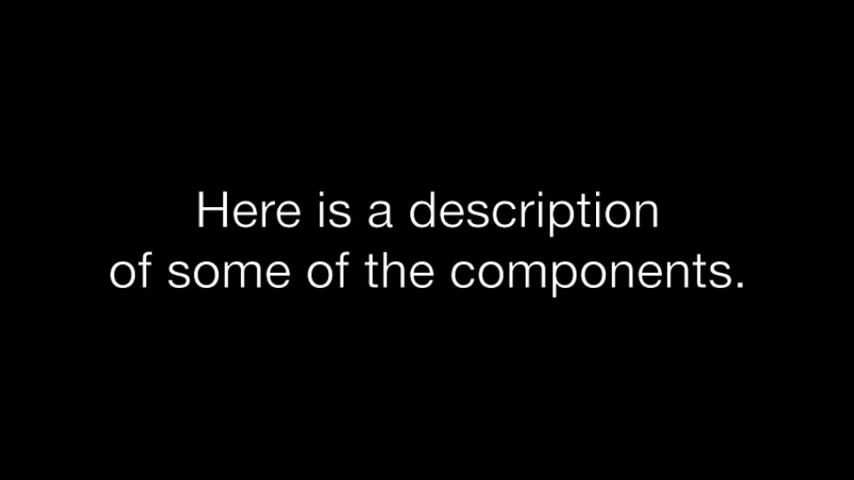 Here is a description
of some of the components.